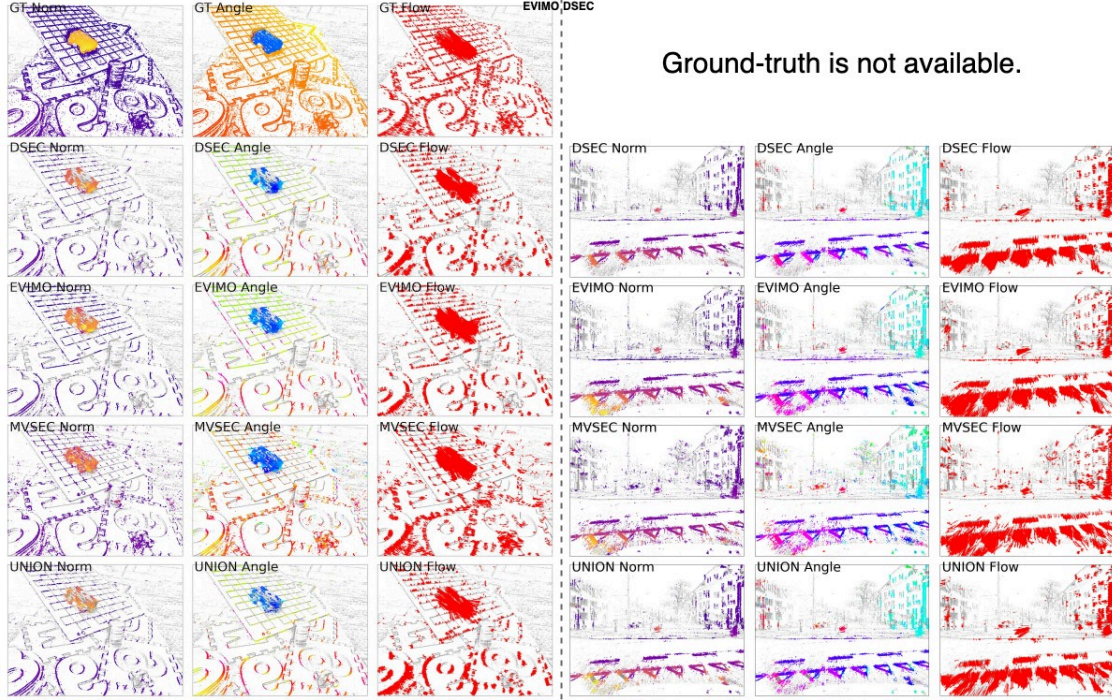 GT Norm GT Angle GT Flow EVIMO DSEC
Ground-truth is not available.
DSEC Norm DSEC Angle DSEC Flow DSEC Norm DSEC Angle DSEC Flow
EVIMO Norm EVIMO Angle EVIMO Flow EVIMO Norm EVIMO Angle EVIMO Flow
MVSEC Norm MVSEC Angle MVSEC Flow MVSEC Norm MVSEC Angle MVSEC Flow
UNION Norm UNION Angle UNION Flow UNION Norm UNION Angle UNION Flow